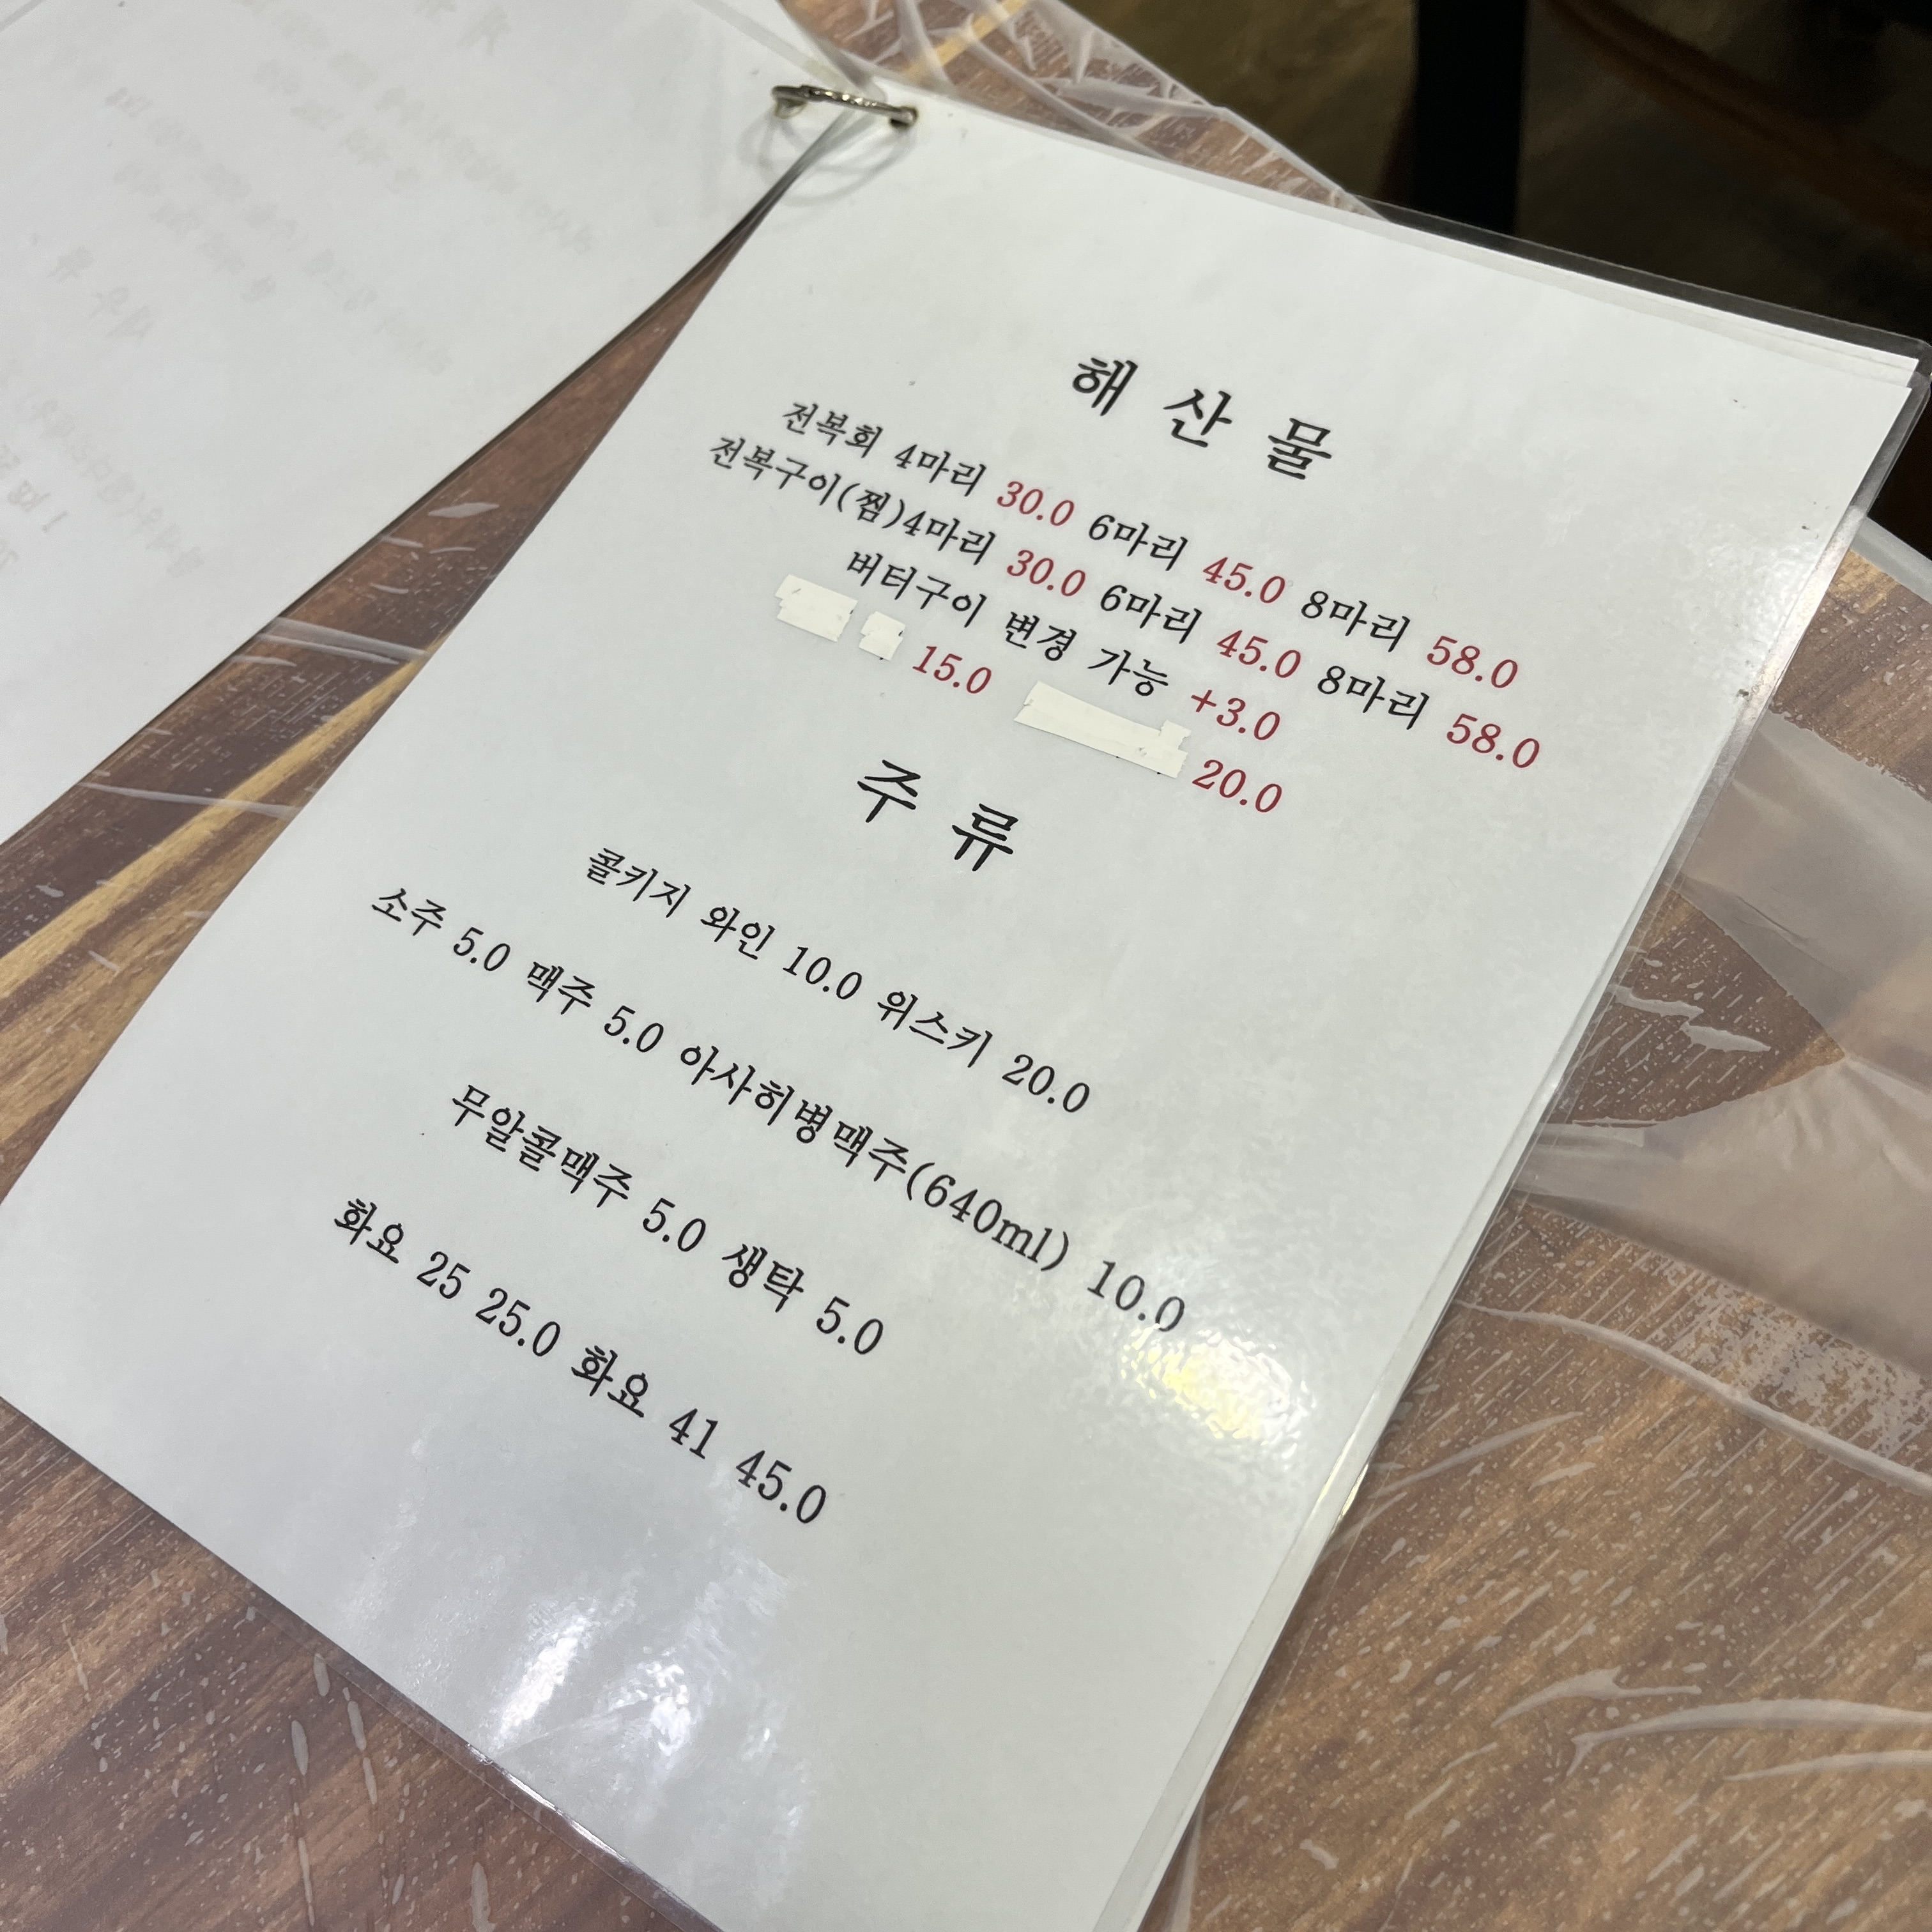 해 산 물
전복회 4마리 30.0 6마리 45.0 8마리 58.0
전복구이(찜)4마리 30.0 6마리 45.0 8마리 58.0
버터구이 변경 가능 +3.0
15.0 20.0
주 류
콜키지 와인 10.0 위스키 20.0
소주 5.0 맥주 5.0 아사히병맥주(640ml) 10.0
무알콜맥주 5.0 생탁 5.0
화요 25 25.0 화요 41 45.0